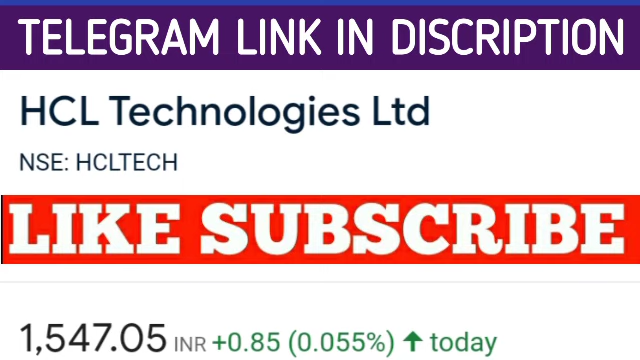 TELEGRAM LINK IN DISCRIPTION
HCL Technologies Ltd
NSE: HCLTECH
LIKE SUBSCRIBE
1,547.05 INR +0.85 (0.055%) ↑ today